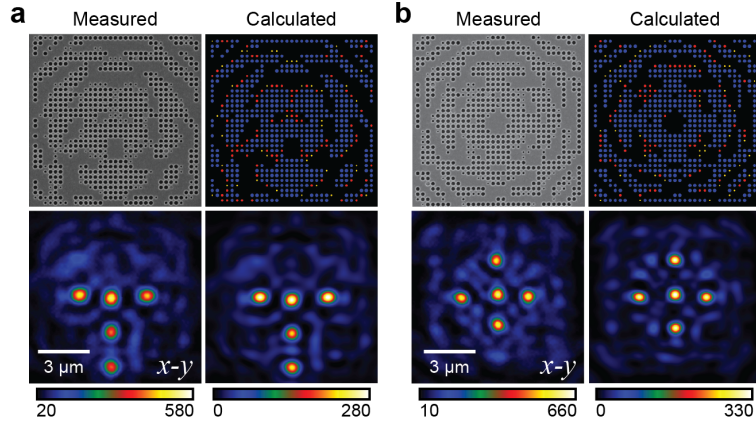 a Measured Calculated
b Measured Calculated
3 μm x-y
3 μm x-y
20 580
0 280
10 660
0 330